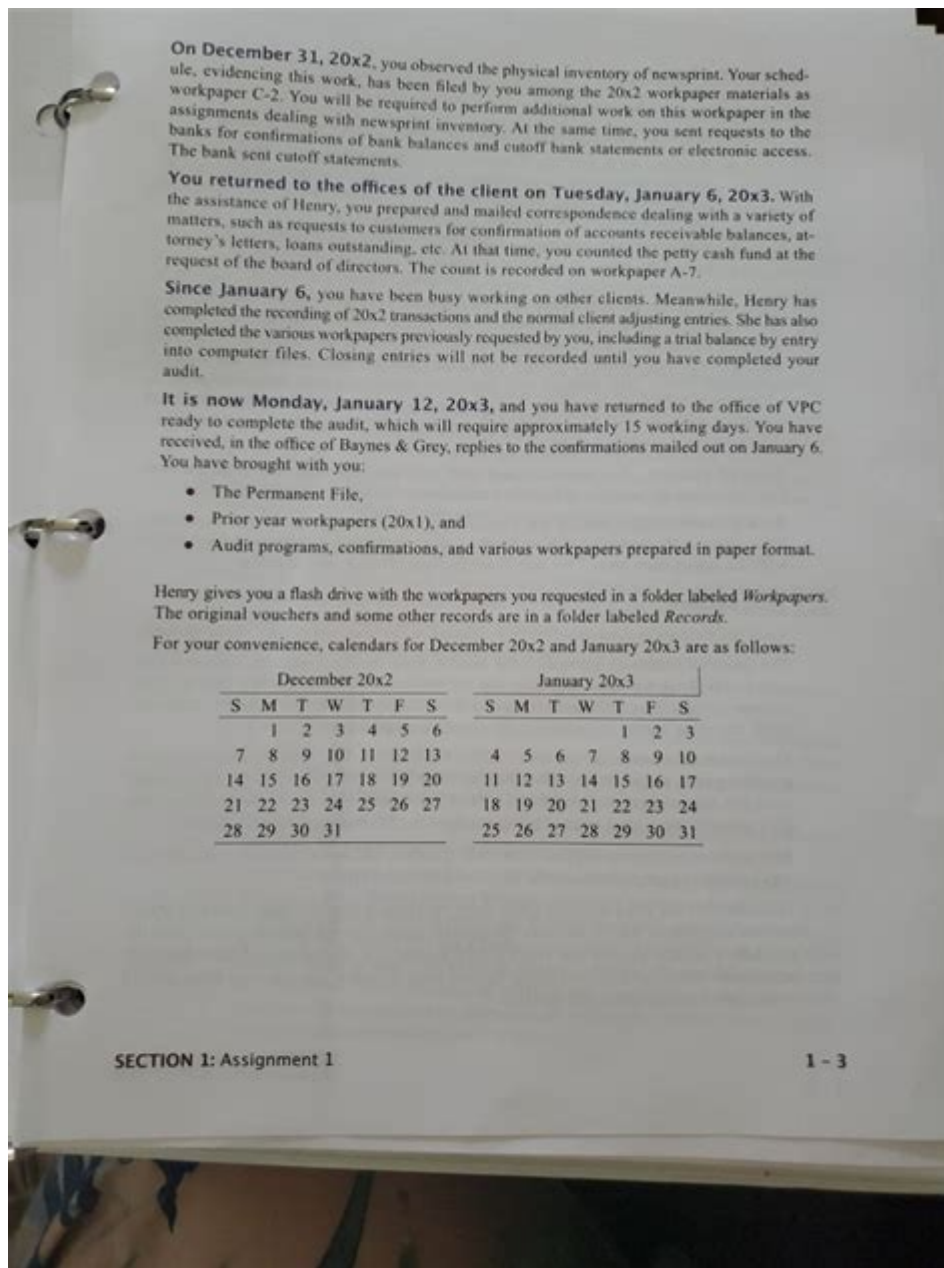 On December 31, 20x2, you observed the physical inventory of newsprint. Your sched-
ule, evidencing this work, has been filed by you among the 20x2 workpaper materials as
workpaper C-2. You will be required to perform additional work on this workpaper in the
assignments dealing with newsprint inventory. At the same time, you sent requests to the
banks for confirmations of bank balances and cutoff bank statements or electronic access.
The bank sent cutoff statements.
You returned to the offices of the client on Tuesday, January 6, 20x3. With
the assistance of Henry, you prepared and mailed correspondence dealing with a variety of
matters, such as requests to customers for confirmation of accounts receivable balances, at-
torney's letters, loans outstanding, etc. At that time, you counted the petty cash fund at the
request of the board of directors. The count is recorded on workpaper A-7.
Since January 6, you have been busy working on other clients. Meanwhile, Henry has
completed the recording of 20x2 transactions and the normal client adjusting entries. She has also
completed the various workpapers previously requested by you, including a trial balance by entry
into computer files. Closing entries will not be recorded until you have completed your
audit.
It is now Monday, January 12, 20x3, and you have returned to the office of VPC
ready to complete the audit, which will require approximately 15 working days. You have
received, in the office of Baynes & Grey, replies to the confirmations mailed out on January 6.
You have brought with you:
• The Permanent File,
• Prior year workpapers (20x1), and
• Audit programs, confirmations, and various workpapers prepared in paper format.
Henry gives you a flash drive with the workpapers you requested in a folder labeled Workpapers.
The original vouchers and some other records are in a folder labeled Records.
For your convenience, calendars for December 20x2 and January 20x3 are as follows:
December 20x2
S M T W T F S
1 2 3 4 5 6
7 8 9 10 11 12 13
14 15 16 17 18 19 20
21 22 23 24 25 26 27
28 29 30 31
January 20x3
S M T W T F S
1 2 3
4 5 6 7 8 9 10
11 12 13 14 15 16 17
18 19 20 21 22 23 24
25 26 27 28 29 30 31
SECTION 1: Assignment 1
1 - 3